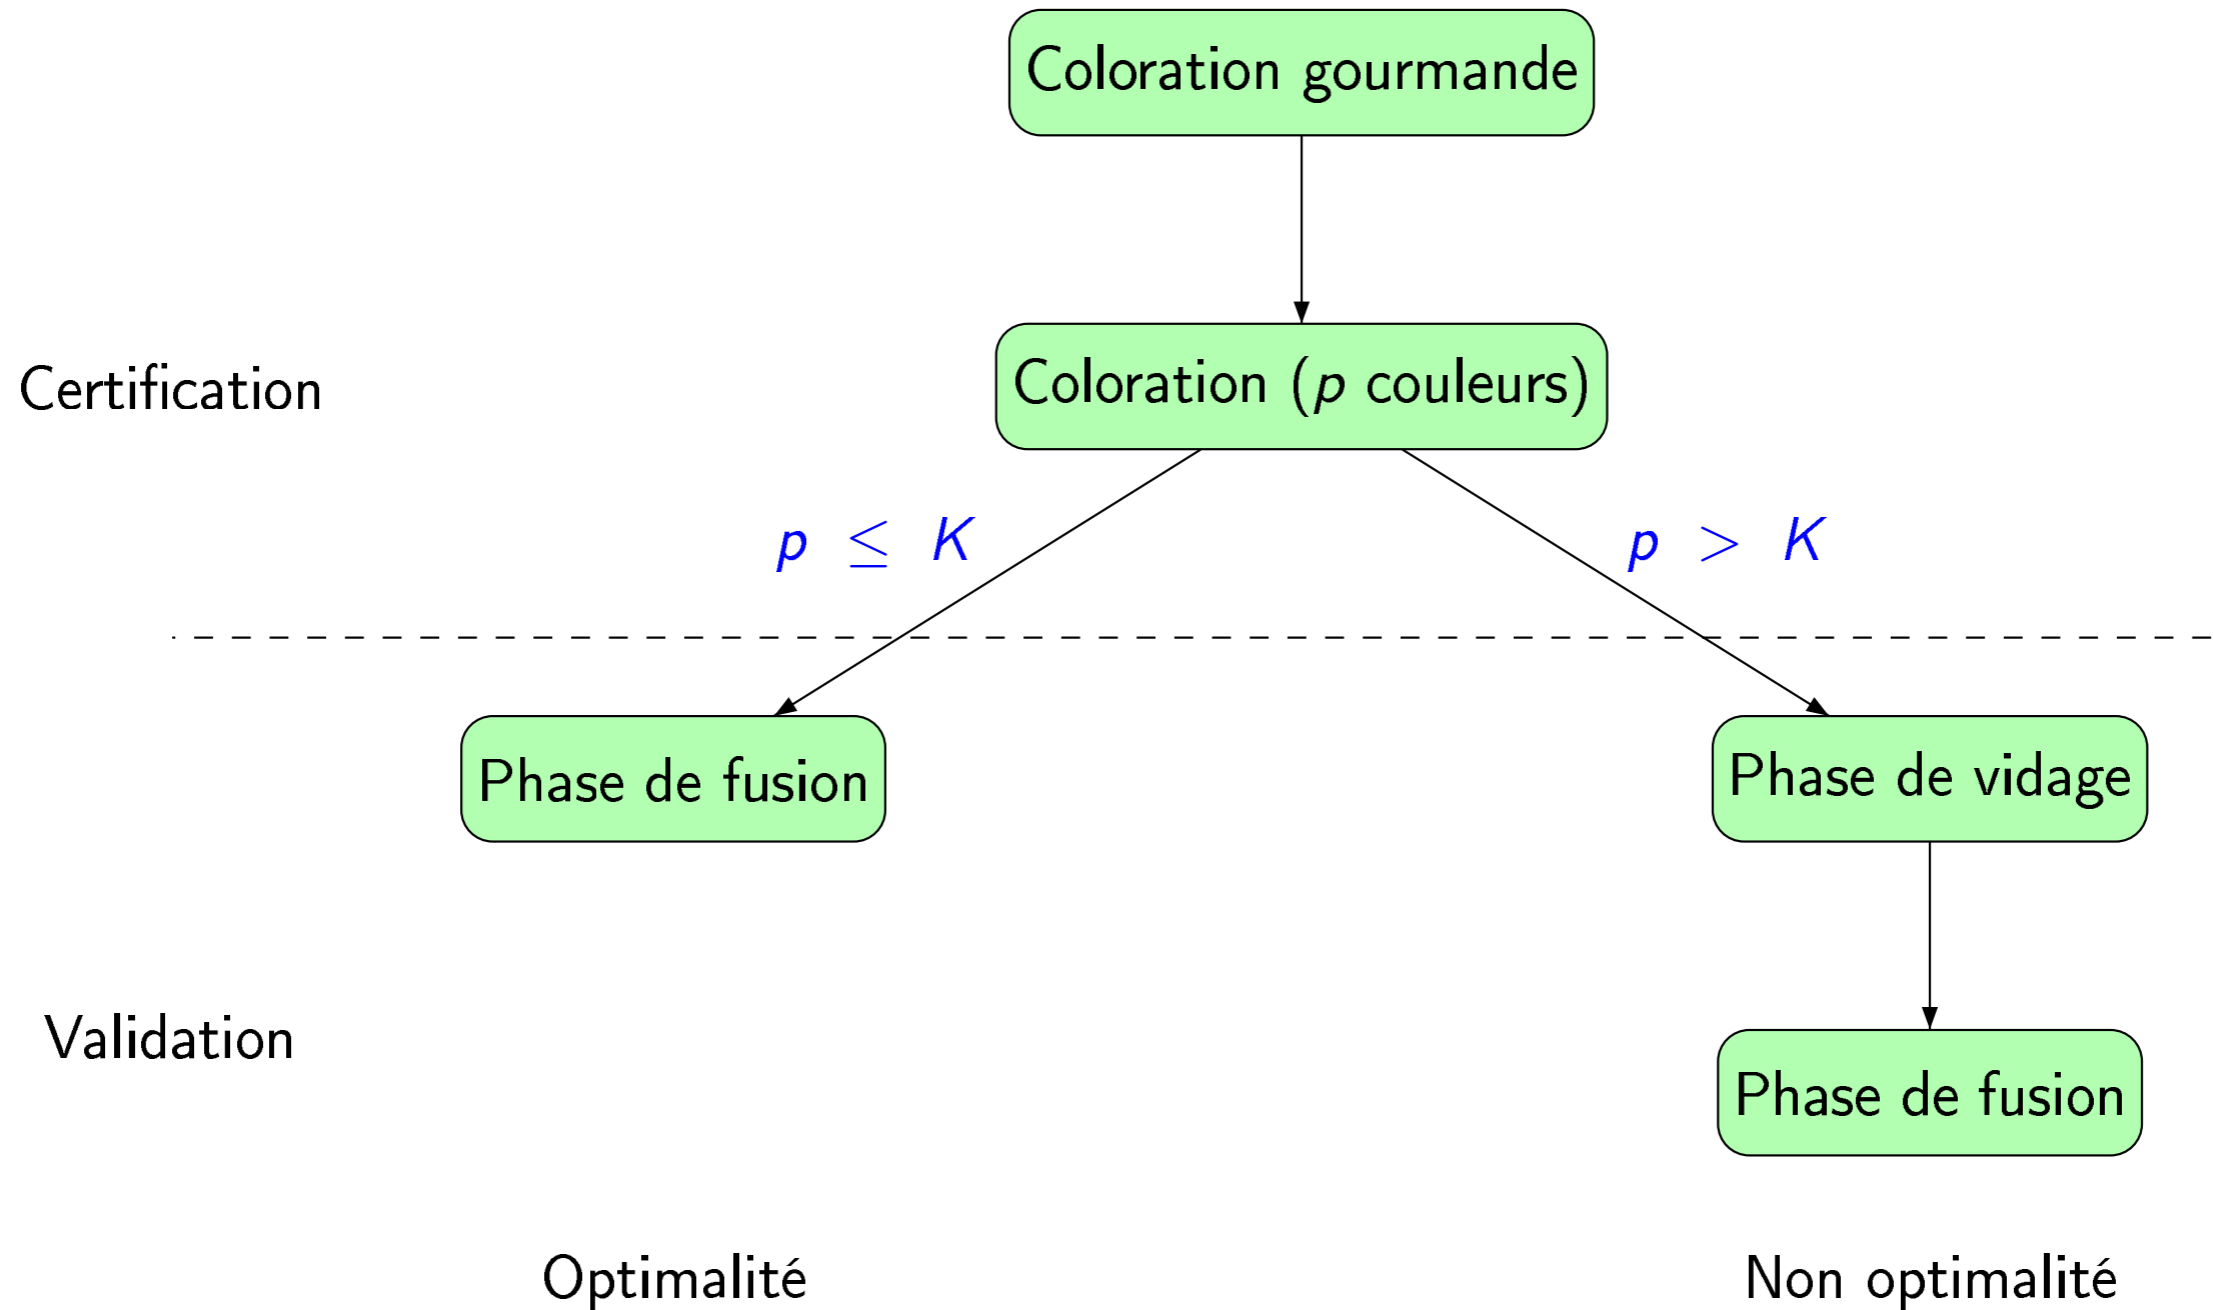 Coloration gourmande
Certification
Coloration (p couleurs)
p ≤ K
p > K
Phase de fusion
Phase de vidage
Validation
Phase de fusion
Optimalité
Non optimalité